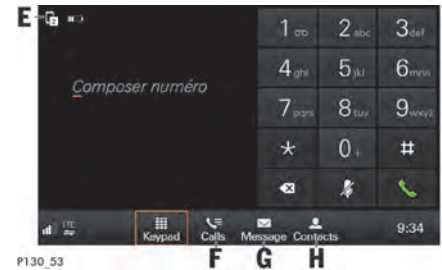 E
1 2 abc 3 def
4 ghi 5 jkl 6 mno
Composer numéro
7 pqrs 8 tuv 9 wxyz
* 0 + #
LTE Keypad Calls Message Contacts 9:34
P130_53 F G H